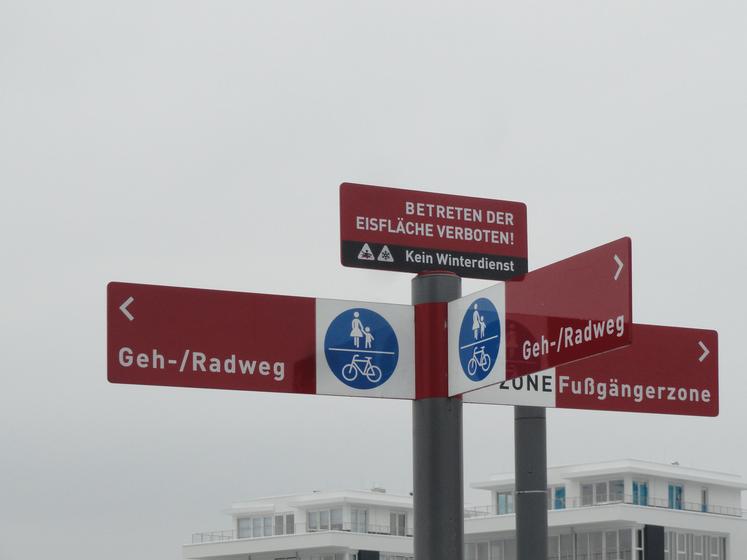 BETRETEN DER
EISFLÄCHE VERBOTEN!
Kein Winterdienst
Geh-/Radweg
Geh-/Radweg
ZONE Fußgängerzone